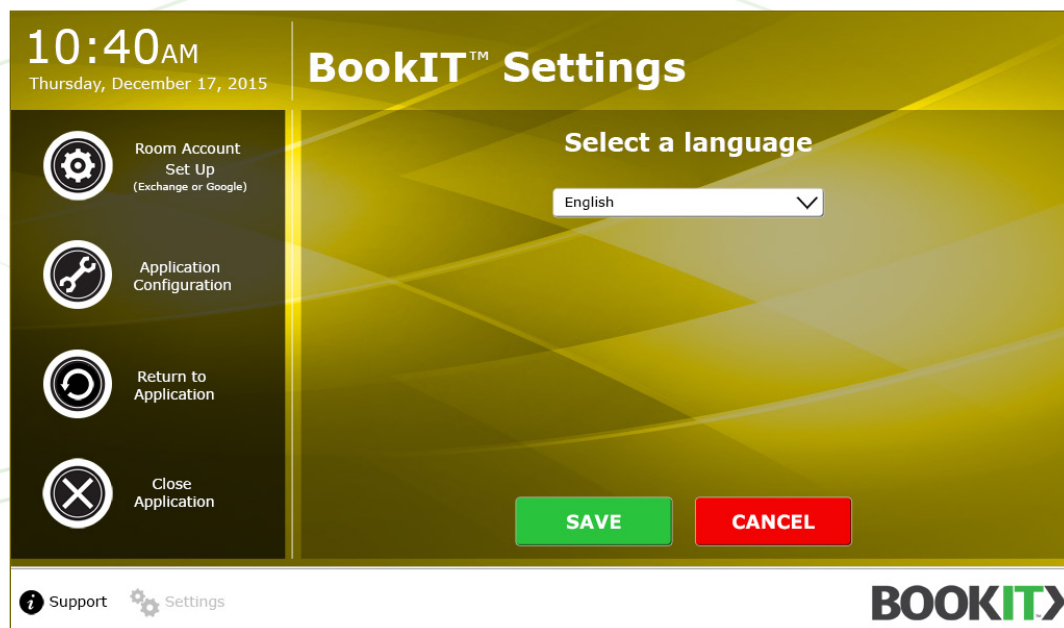 10:40AM
Thursday, December 17, 2015
BookIT™ Settings
Room Account
Set Up
(Exchange or Google)
Application
Configuration
Return to
Application
Close
Application
Select a language
English
SAVE
CANCEL
Support
Settings
BOOKIT